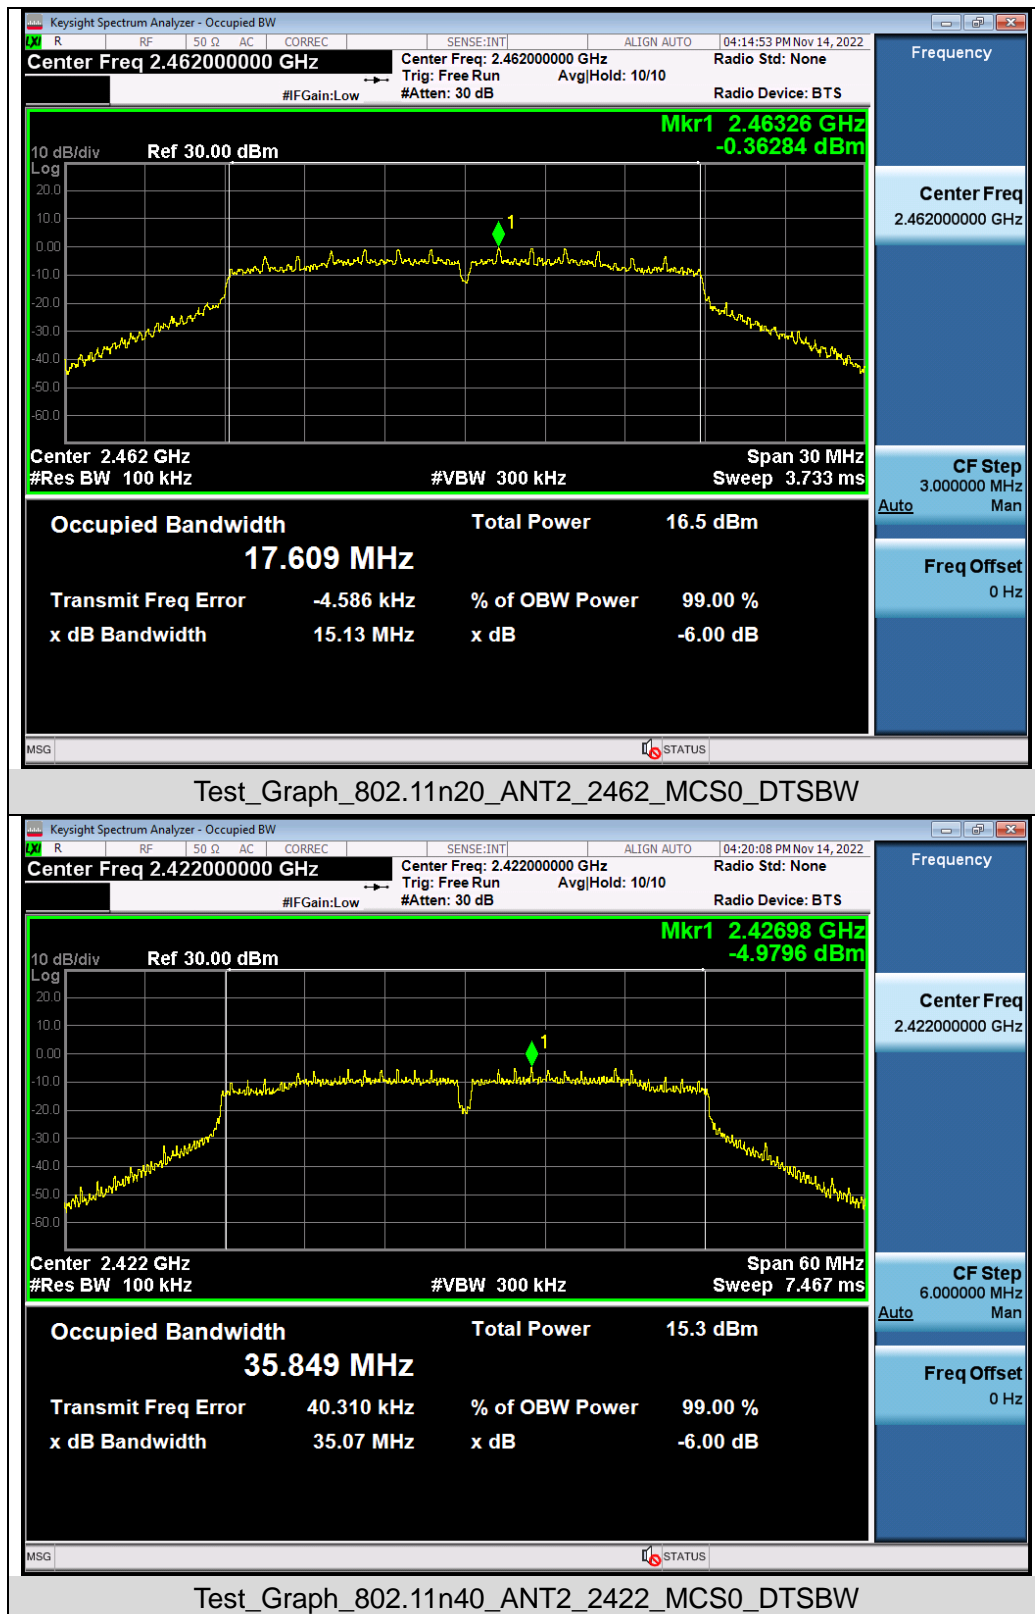 Keysight Spectrum Analyzer - Occupied BW
LXI R RF 50 Ω AC CORREC SENSE:INT ALIGN AUTO 04:14:53 PM Nov 14, 2022
Center Freq 2.462000000 GHz Center Freq: 2.462000000 GHz Radio Std: None
Trig: Free Run Avg|Hold: 10/10
#IFGain:Low #Atten: 30 dB Radio Device: BTS
Frequency
Mkr1 2.46326 GHz
-0.36284 dBm
10 dB/div Ref 30.00 dBm
Log
20.0
10.0
0.00
-10.0
-20.0
-30.0
-40.0
-50.0
-60.0
1
Center 2.462 GHz Span 30 MHz
#Res BW 100 kHz #VBW 300 kHz Sweep 3.733 ms
Center Freq
2.462000000 GHz
CF Step
3.000000 MHz
Auto Man
Freq Offset
0 Hz
Occupied Bandwidth Total Power 16.5 dBm
17.609 MHz
Transmit Freq Error -4.586 kHz % of OBW Power 99.00 %
x dB Bandwidth 15.13 MHz x dB -6.00 dB
MSG STATUS
Test_Graph_802.11n20_ANT2_2462_MCS0_DTSBW
Keysight Spectrum Analyzer - Occupied BW
LXI R RF 50 Ω AC CORREC SENSE:INT ALIGN AUTO 04:20:08 PM Nov 14, 2022
Center Freq 2.422000000 GHz Center Freq: 2.422000000 GHz Radio Std: None
Trig: Free Run Avg|Hold: 10/10
#IFGain:Low #Atten: 30 dB Radio Device: BTS
Frequency
Mkr1 2.42698 GHz
-4.9796 dBm
10 dB/div Ref 30.00 dBm
Log
20.0
10.0
0.00
-10.0
-20.0
-30.0
-40.0
-50.0
-60.0
1
Center 2.422 GHz Span 60 MHz
#Res BW 100 kHz #VBW 300 kHz Sweep 7.467 ms
Center Freq
2.422000000 GHz
CF Step
6.000000 MHz
Auto Man
Freq Offset
0 Hz
Occupied Bandwidth Total Power 15.3 dBm
35.849 MHz
Transmit Freq Error 40.310 kHz % of OBW Power 99.00 %
x dB Bandwidth 35.07 MHz x dB -6.00 dB
MSG STATUS
Test_Graph_802.11n40_ANT2_2422_MCS0_DTSBW